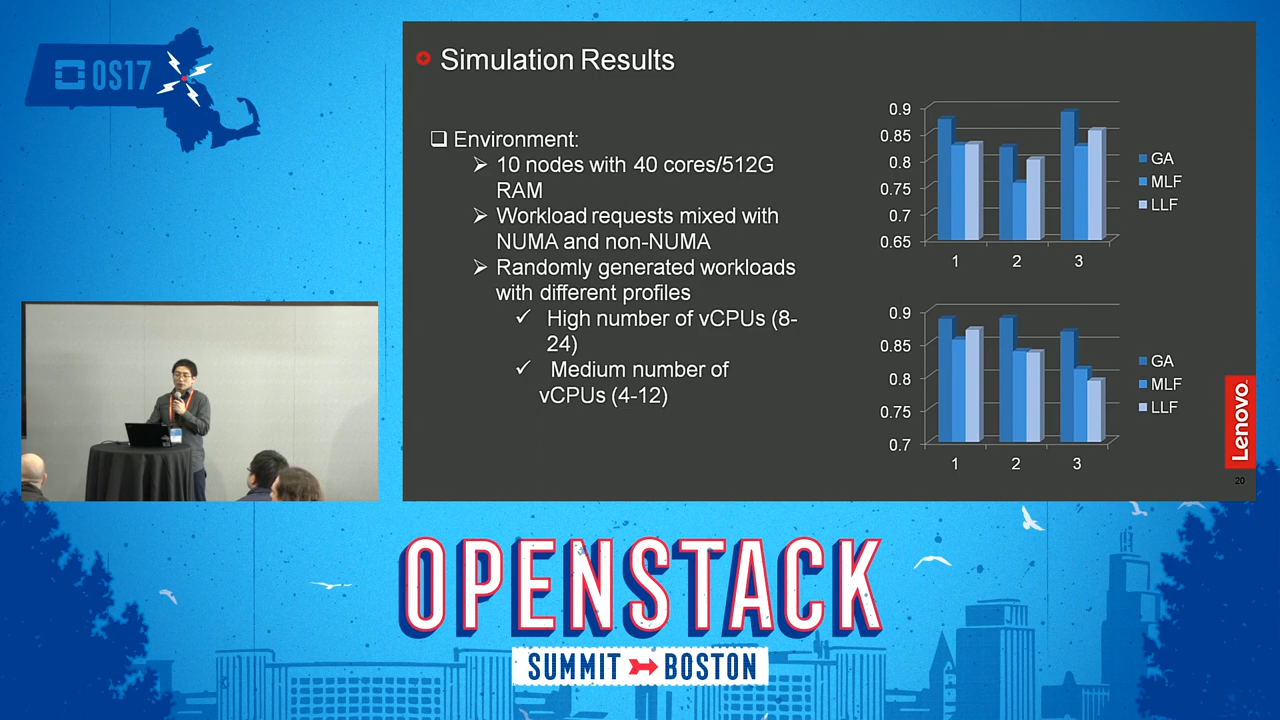 OS17
Simulation Results
Environment:
10 nodes with 40 cores/512G
RAM
Workload requests mixed with
NUMA and non-NUMA
Randomly generated workloads
with different profiles
High number of vCPUs (8-
24)
Medium number of
vCPUs (4-12)
0.9
0.85
0.8
0.75
0.7
0.65
1 2 3
GA
MLF
LLF
0.9
0.85
0.8
0.75
0.7
1 2 3
GA
MLF
LLF
Lenovo
20
OPENSTACK
SUMMIT BOSTON